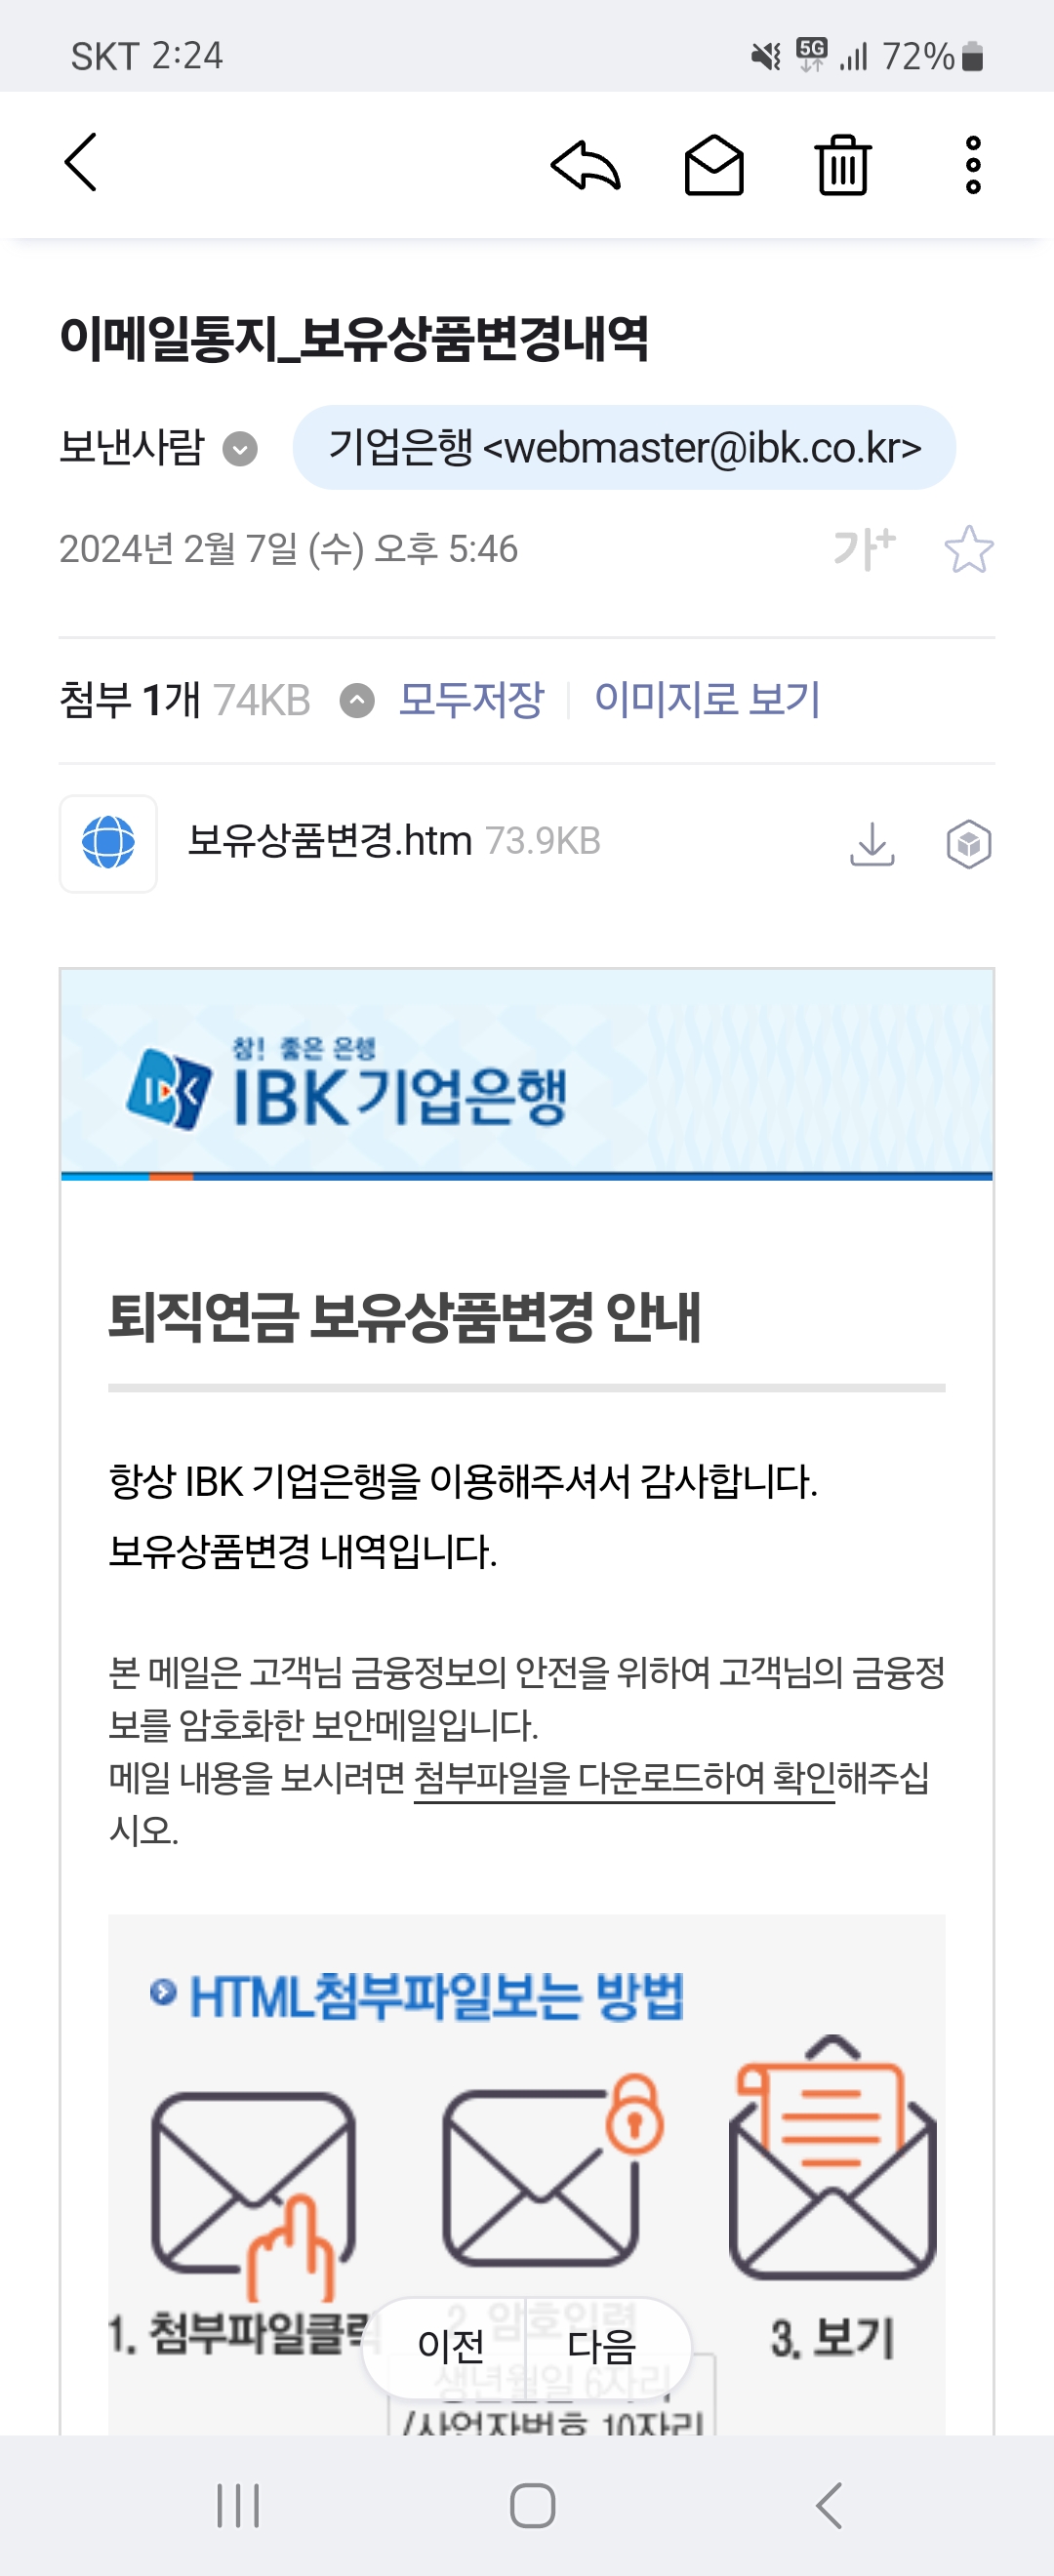 SKT 2:24
5G 72%
이메일통지_보유상품변경내역
보낸사람 기업은행 <webmaster@ibk.co.kr>
2024년 2월 7일 (수) 오후 5:46
가+
첨부 1개 74KB 모두저장 이미지로 보기
보유상품변경.htm 73.9KB
참! 좋은 은행
IBK기업은행
퇴직연금 보유상품변경 안내
항상 IBK 기업은행을 이용해주셔서 감사합니다.
보유상품변경 내역입니다.
본 메일은 고객님 금융정보의 안전을 위하여 고객님의 금융정
보를 암호화한 보안메일입니다.
메일 내용을 보시려면 첨부파일을 다운로드하여 확인해주십
시오.
HTML첨부파일보는 방법
1. 첨부파일클릭
2. 암호입력
3. 보기
이전 다음
생년월일 6자리
/사업자번호 10자리